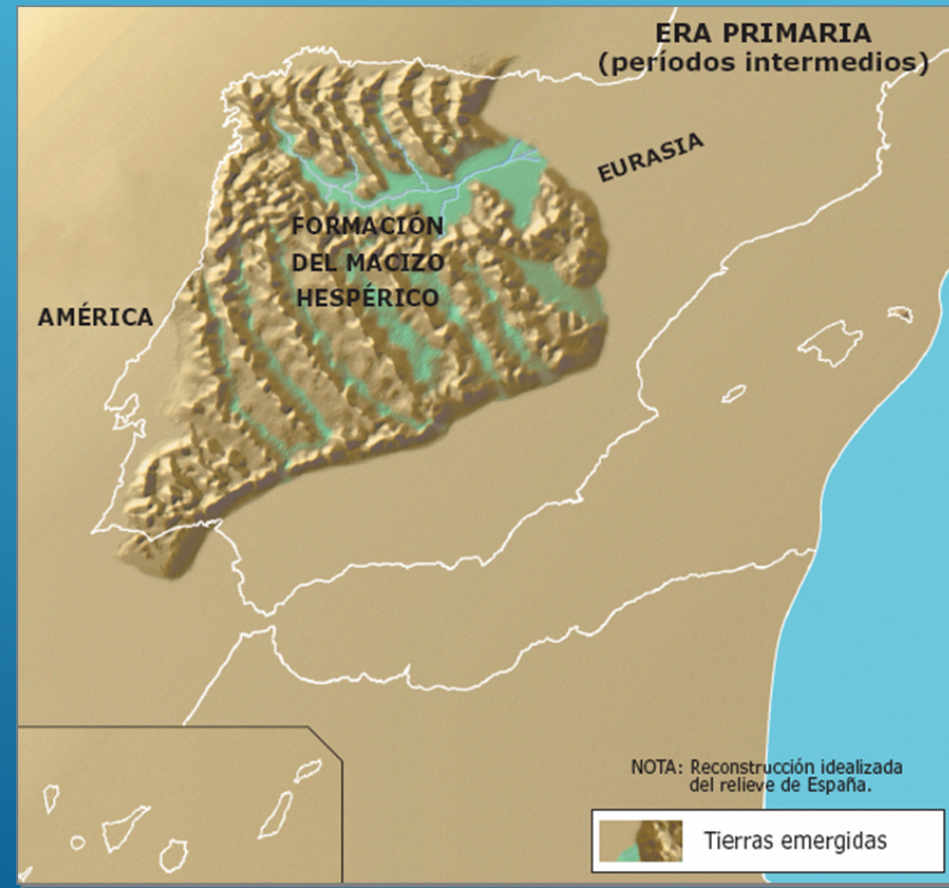 ERA PRIMARIA
(períodos intermedios)
EURASIA
FORMACIÓN
DEL MACIZO
HESPÉRICO
AMÉRICA
NOTA: Reconstrucción idealizada
del relieve de España.
Tierras emergidas